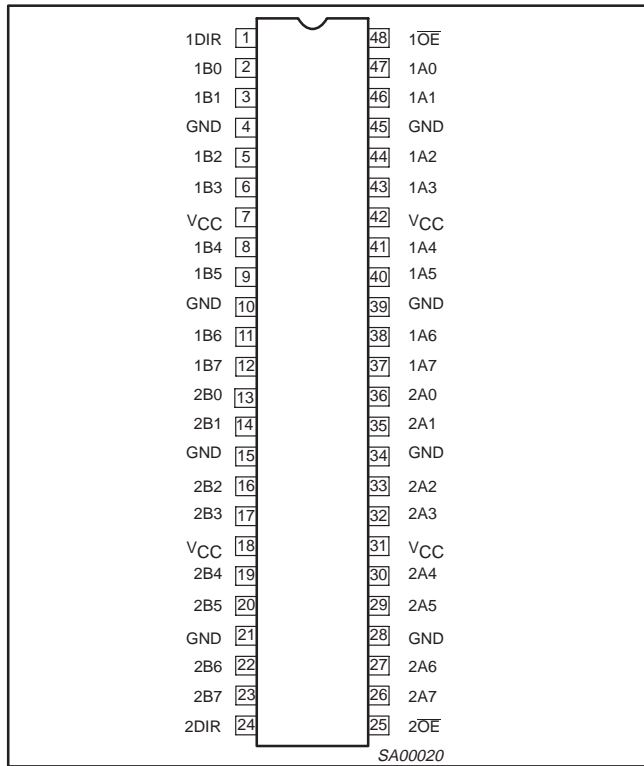 1DIR 1 48 1O̅E̅
1B0 2 47 1A0
1B1 3 46 1A1
GND 4 45 GND
1B2 5 44 1A2
1B3 6 43 1A3
VCC 7 42 VCC
1B4 8 41 1A4
1B5 9 40 1A5
GND 10 39 GND
1B6 11 38 1A6
1B7 12 37 1A7
2B0 13 36 2A0
2B1 14 35 2A1
GND 15 34 GND
2B2 16 33 2A2
2B3 17 32 2A3
VCC 18 31 VCC
2B4 19 30 2A4
2B5 20 29 2A5
GND 21 28 GND
2B6 22 27 2A6
2B7 23 26 2A7
2DIR 24 25 2O̅E̅
SA00020